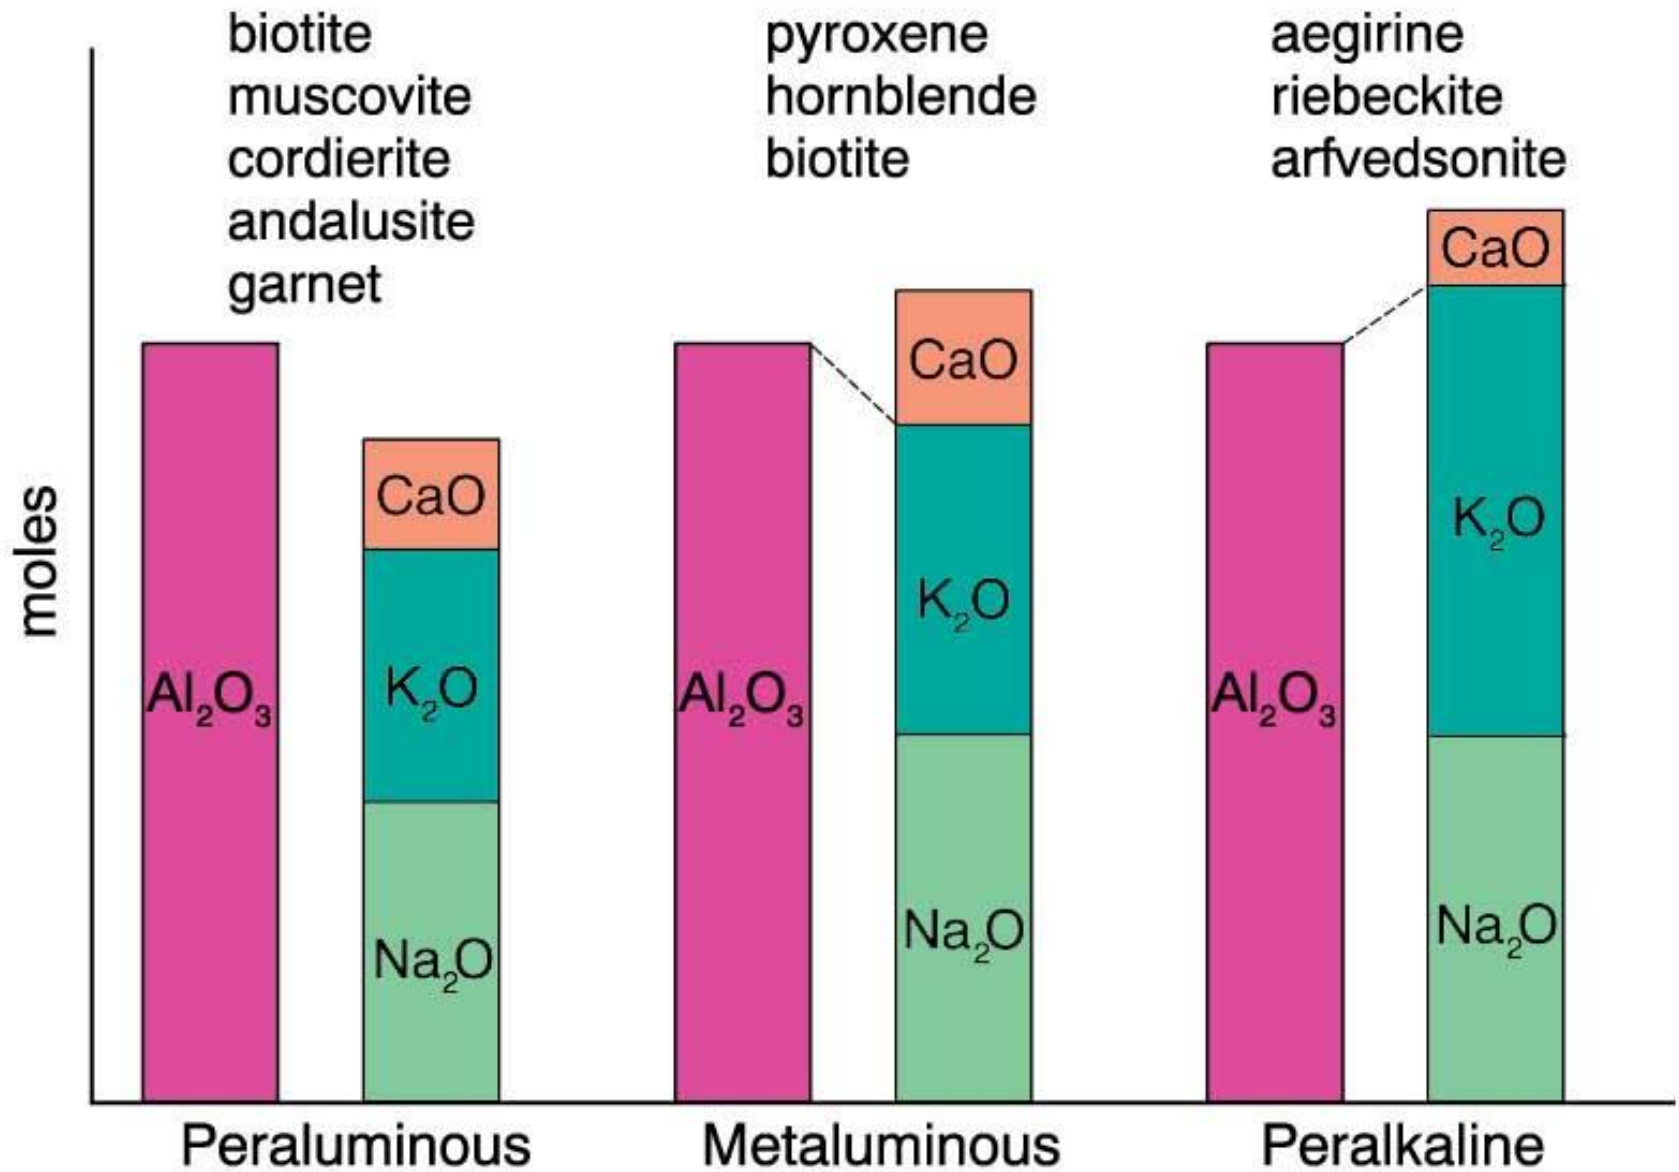 biotite
muscovite
cordierite
andalusite
garnet
pyroxene
hornblende
biotite
aegirine
riebeckite
arfvedsonite
moles
Al₂O₃
CaO
K₂O
Na₂O
Al₂O₃
CaO
K₂O
Na₂O
Al₂O₃
CaO
K₂O
Na₂O
Peraluminous
Metaluminous
Peralkaline